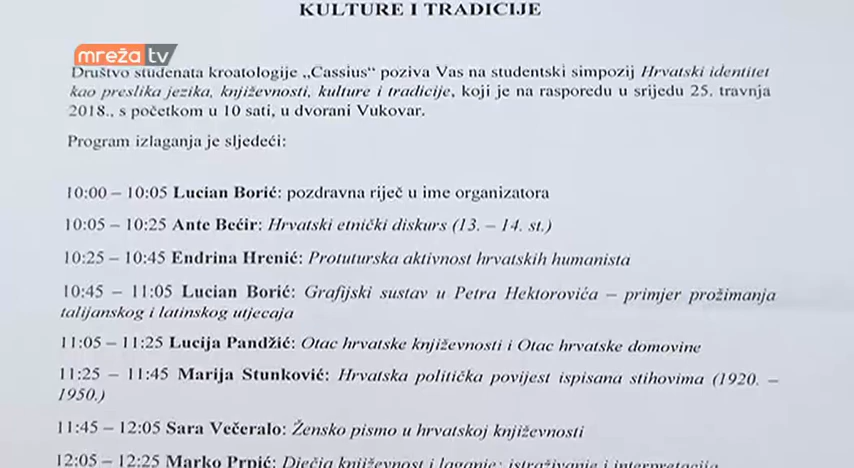 KULTURE I TRADICIJE
mreža tv
Društvo studenata kroatologije „Cassius“ poziva Vas na studentski simpozij Hrvatski identitet
kao preslika jezika, književnosti, kulture i tradicije, koji je na rasporedu u srijedu 25. travnja
2018., s početkom u 10 sati, u dvorani Vukovar.
Program izlaganja je sljedeći:
10:00 – 10:05 Lucian Borić: pozdravna riječ u ime organizatora
10:05 – 10:25 Ante Bećir: Hrvatski etnički diskurs (13. – 14. st.)
10:25 – 10:45 Endrina Hrenić: Protuturska aktivnost hrvatskih humanista
10:45 – 11:05 Lucian Borić: Grafijski sustav u Petra Hektorovića – primjer prožimanja
talijanskog i latinskog utjecaja
11:05 – 11:25 Lucija Pandžić: Otac hrvatske književnosti i Otac hrvatske domovine
11:25 – 11:45 Marija Stunković: Hrvatska politička povijest ispisana stihovima (1920. –
1950.)
11:45 – 12:05 Sara Večeralo: Žensko pismo u hrvatskoj književnosti
12:05 – 12:25 Marko Prpić: Dječja književnost i laganje: istraživanje i interpretacija